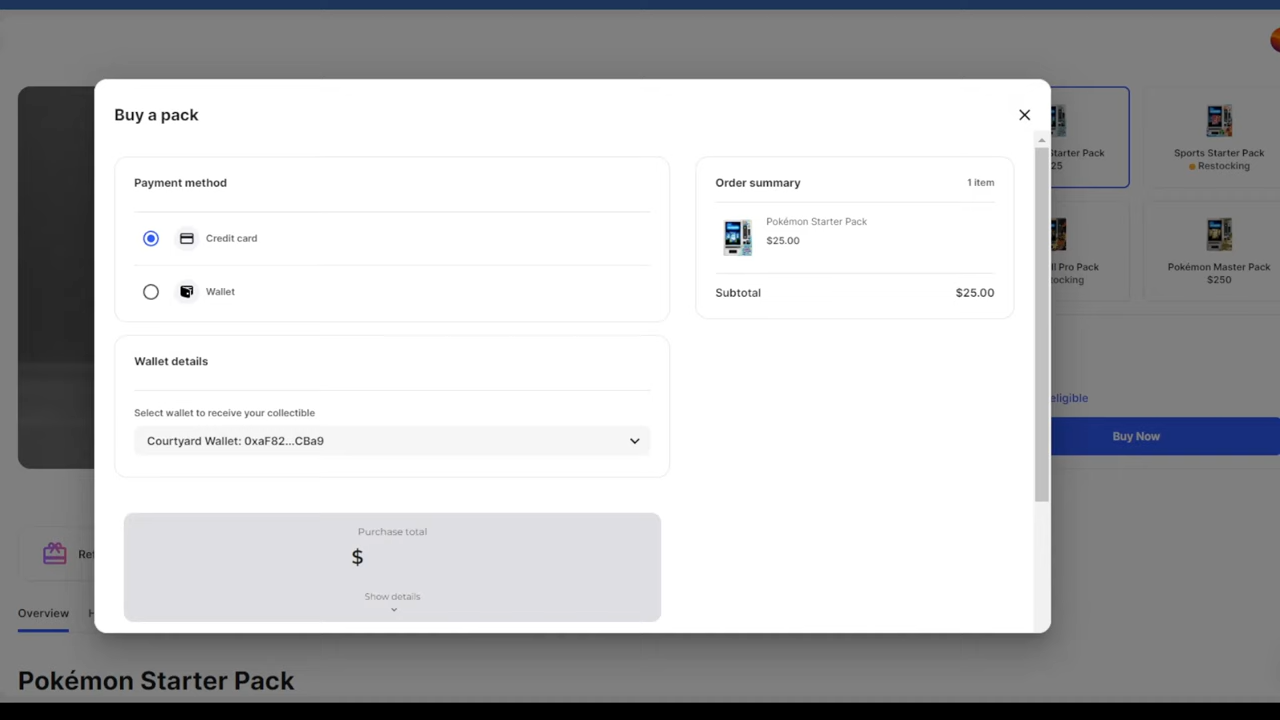 Buy a pack
Payment method
Credit card
Wallet
Wallet details
Select wallet to receive your collectible
Courtyard Wallet: 0xaF82...CBa9
Purchase total
$
Show details
Order summary
1 item
Pokémon Starter Pack
$25.00
Subtotal
$25.00
Starter Pack
25
Sports Starter Pack
Restocking
ll Pro Pack
ocking
Pokémon Master Pack
$250
eligible
Buy Now
Ref
Overview
H
Pokémon Starter Pack